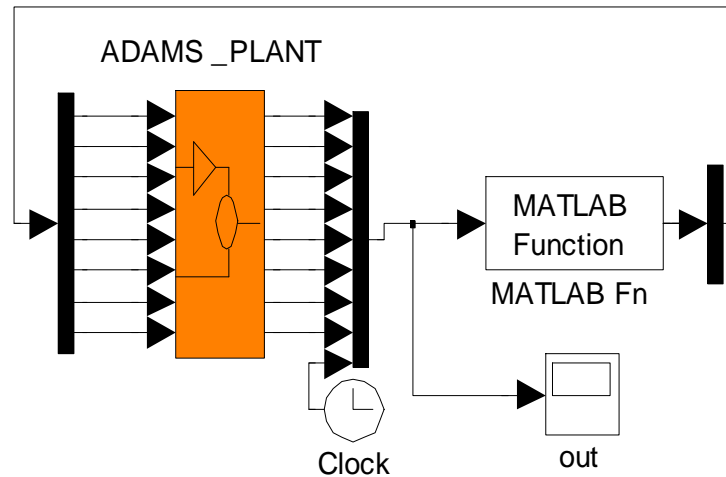 ADAMS _PLANT
MATLAB
Function
MATLAB Fn
Clock
out